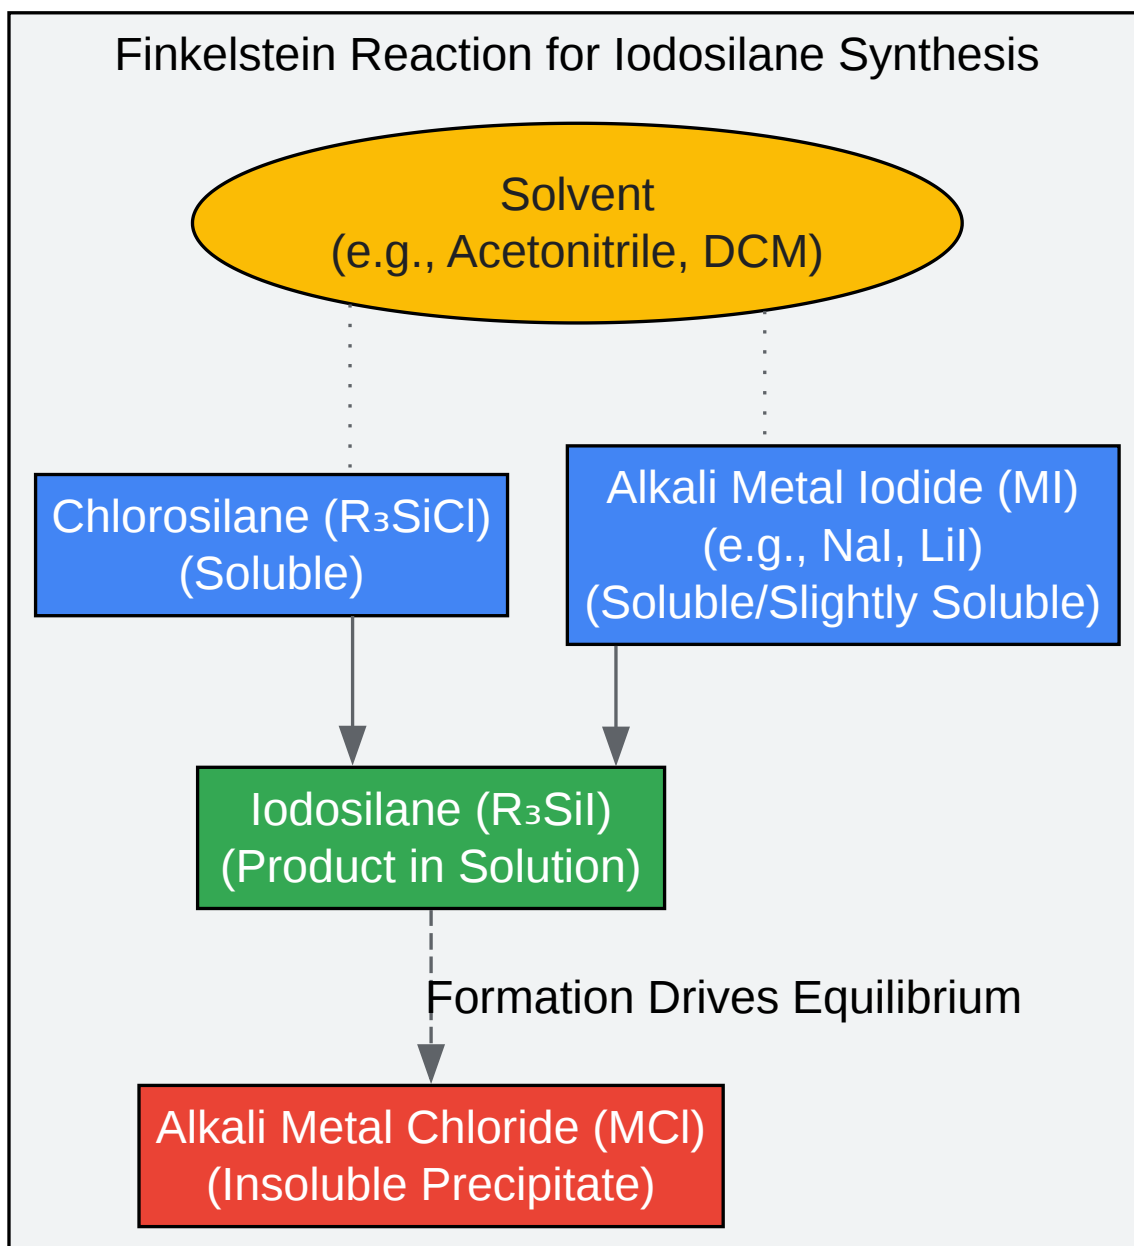 Finkelstein Reaction for Iodosilane Synthesis
Solvent
(e.g., Acetonitrile, DCM)
Chlorosilane (R₃SiCl)
(Soluble)
Alkali Metal Iodide (MI)
(e.g., NaI, LiI)
(Soluble/Slightly Soluble)
Iodosilane (R₃SiI)
(Product in Solution)
Formation Drives Equilibrium
Alkali Metal Chloride (MCl)
(Insoluble Precipitate)